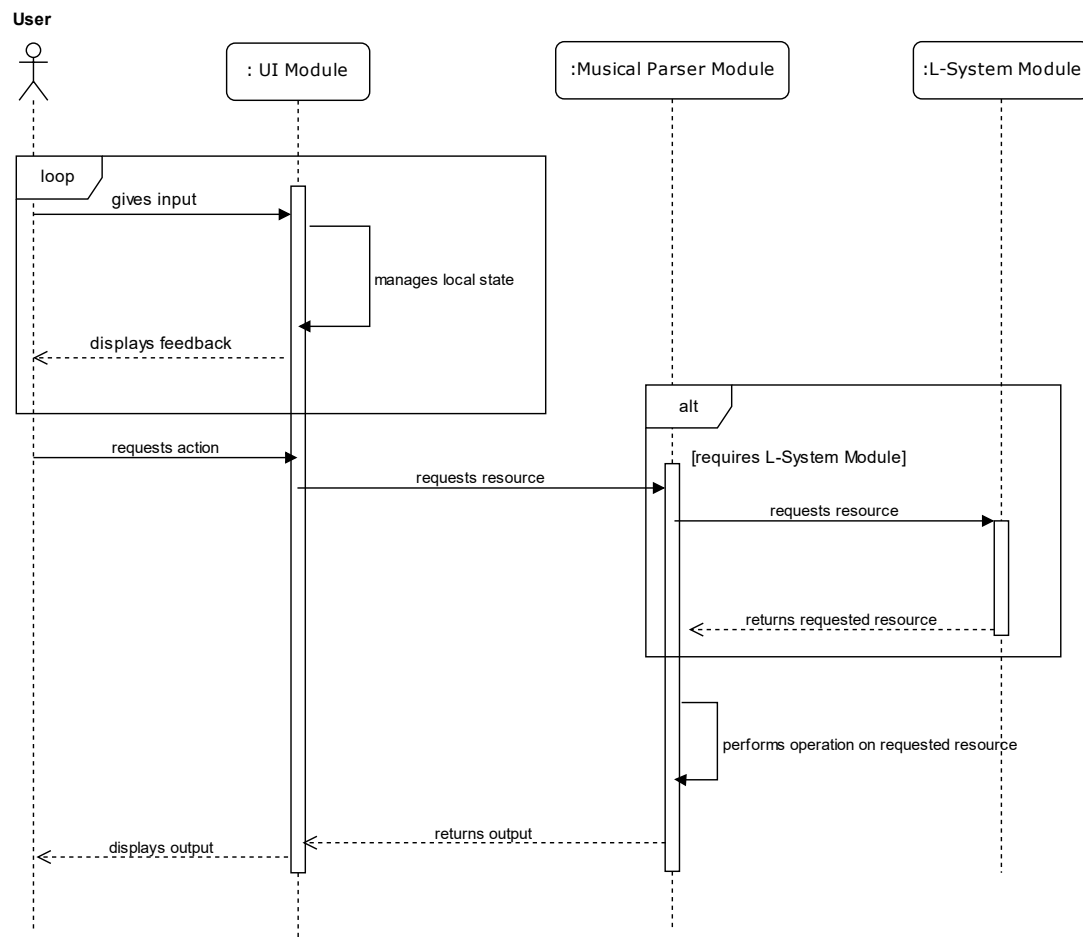 User
: UI Module
:Musical Parser Module
:L-System Module
loop
gives input
manages local state
displays feedback
alt
requests action
[requires L-System Module]
requests resource
requests resource
returns requested resource
performs operation on requested resource
returns output
displays output